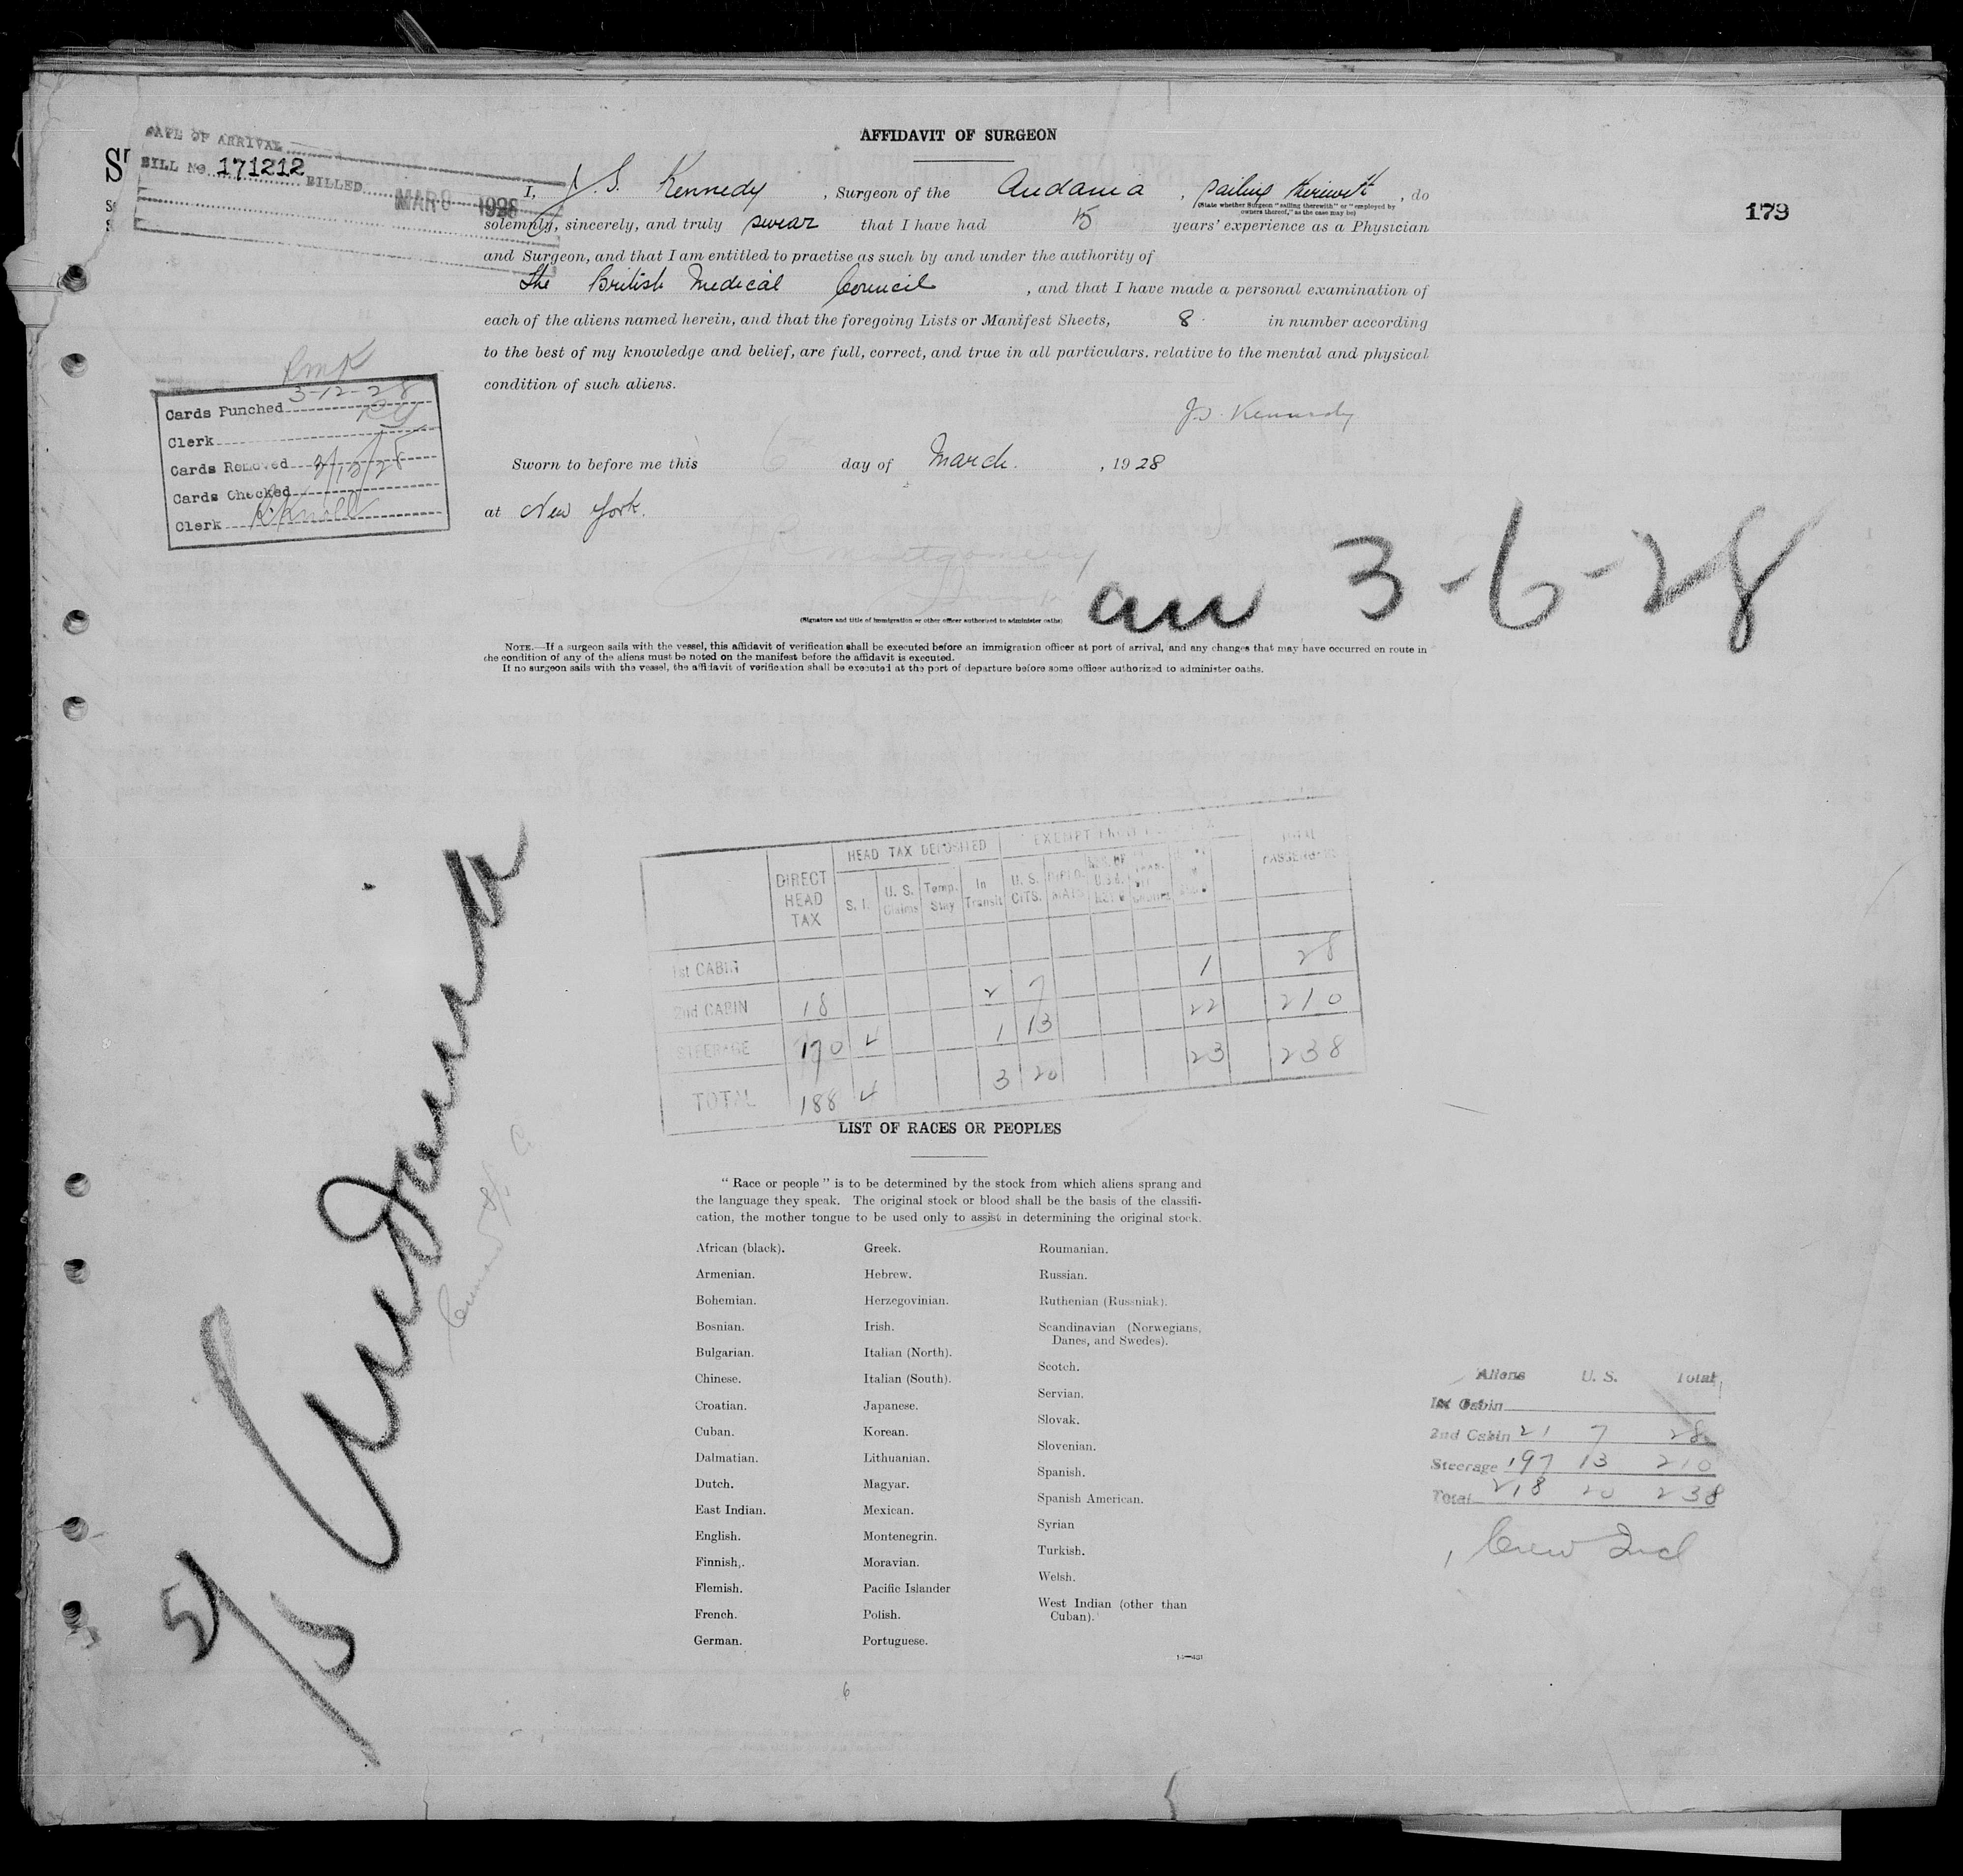 AFFIDAVIT OF SURGEON
DATE OF ARRIVAL
BILL No. 171212 BILLED MAR 1928
179
I, J. S. Kennedy, Surgeon of the Andania, sailing therewith, do
(State whether Surgeon "sailing therewith" or "employed by
owners thereof," as the case may be)
solemnly, sincerely, and truly swear that I have had 15 years' experience as a Physician
and Surgeon, and that I am entitled to practise as such by and under the authority of
the British Medical Council, and that I have made a personal examination of
each of the aliens named herein, and that the foregoing Lists or Manifest Sheets, 8 in number according
to the best of my knowledge and belief, are full, correct, and true in all particulars, relative to the mental and physical
condition of such aliens.
J.S. Kennedy
Cards Punched 3-12-28
Clerk
Cards Removed
Cards Checked
Clerk
Sworn to before me this 6th day of March, 1928
at New York.
Montgomery
(Signature and title of immigration or other officer authorized to administer oaths)
arr 3-6-28
NOTE.—If a surgeon sails with the vessel, this affidavit of verification shall be executed before an immigration officer at port of arrival, and any changes that may have occurred en route in
the condition of any of the aliens must be noted on the manifest before the affidavit is executed.
If no surgeon sails with the vessel, the affidavit of verification shall be executed at the port of departure before some officer authorized to administer oaths.
HEAD TAX DEPOSITED
DIRECT HEAD TAX
U. S. Claims
Temp. Stay
In Transit
U. S. CITS.
TOTAL PASSENGERS
1st CABIN
2nd CABIN 18 2 7 1 28
STEERAGE 170 4 1 13 22 210
TOTAL 188 4 3 20 23 238
S/S Andania
LIST OF RACES OR PEOPLES
"Race or people" is to be determined by the stock from which aliens sprang and
the language they speak. The original stock or blood shall be the basis of the classifi-
cation, the mother tongue to be used only to assist in determining the original stock.
African (black).
Armenian.
Bohemian.
Bosnian.
Bulgarian.
Chinese.
Croatian.
Cuban.
Dalmatian.
Dutch.
East Indian.
English.
Finnish.
Flemish.
French.
German.
Greek.
Hebrew.
Herzegovinian.
Irish.
Italian (North).
Italian (South).
Japanese.
Korean.
Lithuanian.
Magyar.
Mexican.
Montenegrin.
Moravian.
Pacific Islander
Polish.
Portuguese.
Roumanian.
Russian.
Ruthenian (Russniak).
Scandinavian (Norwegians,
Danes, and Swedes).
Scotch.
Servian.
Slovak.
Slovenian.
Spanish.
Spanish American.
Syrian
Turkish.
Welsh.
West Indian (other than
Cuban).
Aliens U. S. Total
1st Cabin
2nd Cabin 21 7 28
Steerage 197 13 210
Total 218 20 238
1 Crew Incl
6